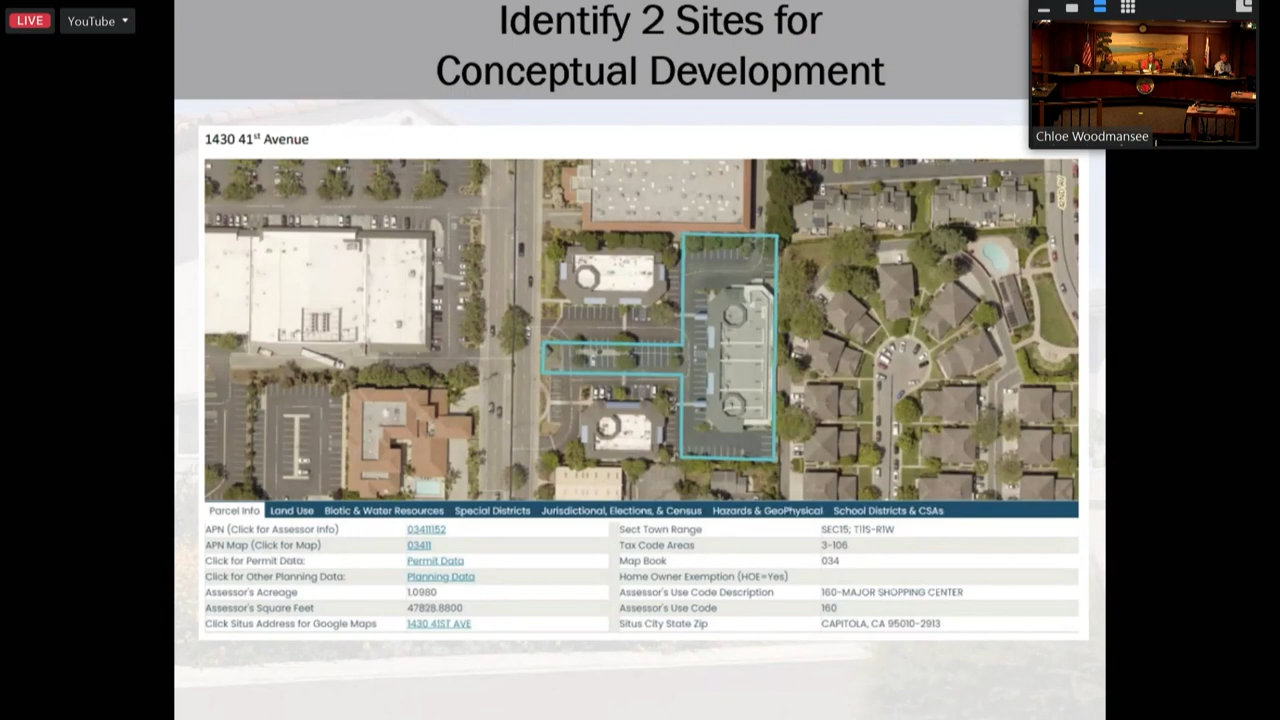 LIVE
YouTube
Identify 2 Sites for
Conceptual Development
Chloe Woodmansee
1430 41st Avenue
Parcel Info Land Use Biotic & Water Resources Special Districts Jurisdictional, Elections, & Census Hazards & GeoPhysical School Districts & CSAs
APN (Click for Assessor Info) 03411152 Sect Town Range SEC15; T11S-R1W
APN Map (Click for Map) 03411 Tax Code Areas 3-106
Click for Permit Data: Permit Data Map Book 034
Click for Other Planning Data: Planning Data Home Owner Exemption (HOE=Yes)
Assessor's Acreage 1.0980 Assessor's Use Code Description 160-MAJOR SHOPPING CENTER
Assessor's Square Feet 47828.8800 Assessor's Use Code 160
Click Situs Address for Google Maps 1430 41ST AVE Situs City State Zip CAPITOLA, CA 95010-2913